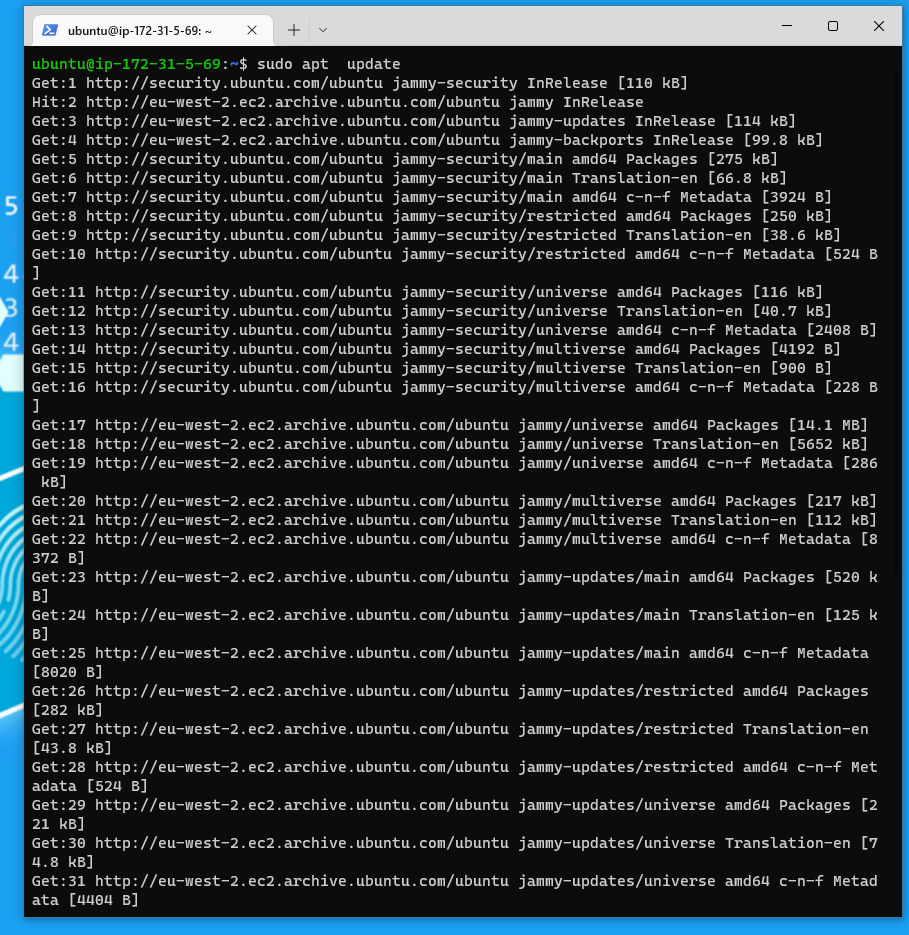 ubuntu@ip-172-31-5-69: ~
ubuntu@ip-172-31-5-69:~$ sudo apt  update
Get:1 http://security.ubuntu.com/ubuntu jammy-security InRelease [110 kB]
Hit:2 http://eu-west-2.ec2.archive.ubuntu.com/ubuntu jammy InRelease
Get:3 http://eu-west-2.ec2.archive.ubuntu.com/ubuntu jammy-updates InRelease [114 kB]
Get:4 http://eu-west-2.ec2.archive.ubuntu.com/ubuntu jammy-backports InRelease [99.8 kB]
Get:5 http://security.ubuntu.com/ubuntu jammy-security/main amd64 Packages [275 kB]
Get:6 http://security.ubuntu.com/ubuntu jammy-security/main Translation-en [66.8 kB]
Get:7 http://security.ubuntu.com/ubuntu jammy-security/main amd64 c-n-f Metadata [3924 B]
Get:8 http://security.ubuntu.com/ubuntu jammy-security/restricted amd64 Packages [250 kB]
Get:9 http://security.ubuntu.com/ubuntu jammy-security/restricted Translation-en [38.6 kB]
Get:10 http://security.ubuntu.com/ubuntu jammy-security/restricted amd64 c-n-f Metadata [524 B
]
Get:11 http://security.ubuntu.com/ubuntu jammy-security/universe amd64 Packages [116 kB]
Get:12 http://security.ubuntu.com/ubuntu jammy-security/universe Translation-en [40.7 kB]
Get:13 http://security.ubuntu.com/ubuntu jammy-security/universe amd64 c-n-f Metadata [2408 B]
Get:14 http://security.ubuntu.com/ubuntu jammy-security/multiverse amd64 Packages [4192 B]
Get:15 http://security.ubuntu.com/ubuntu jammy-security/multiverse Translation-en [900 B]
Get:16 http://security.ubuntu.com/ubuntu jammy-security/multiverse amd64 c-n-f Metadata [228 B
]
Get:17 http://eu-west-2.ec2.archive.ubuntu.com/ubuntu jammy/universe amd64 Packages [14.1 MB]
Get:18 http://eu-west-2.ec2.archive.ubuntu.com/ubuntu jammy/universe Translation-en [5652 kB]
Get:19 http://eu-west-2.ec2.archive.ubuntu.com/ubuntu jammy/universe amd64 c-n-f Metadata [286
 kB]
Get:20 http://eu-west-2.ec2.archive.ubuntu.com/ubuntu jammy/multiverse amd64 Packages [217 kB]
Get:21 http://eu-west-2.ec2.archive.ubuntu.com/ubuntu jammy/multiverse Translation-en [112 kB]
Get:22 http://eu-west-2.ec2.archive.ubuntu.com/ubuntu jammy/multiverse amd64 c-n-f Metadata [8
372 B]
Get:23 http://eu-west-2.ec2.archive.ubuntu.com/ubuntu jammy-updates/main amd64 Packages [520 k
B]
Get:24 http://eu-west-2.ec2.archive.ubuntu.com/ubuntu jammy-updates/main Translation-en [125 k
B]
Get:25 http://eu-west-2.ec2.archive.ubuntu.com/ubuntu jammy-updates/main amd64 c-n-f Metadata
[8020 B]
Get:26 http://eu-west-2.ec2.archive.ubuntu.com/ubuntu jammy-updates/restricted amd64 Packages
[282 kB]
Get:27 http://eu-west-2.ec2.archive.ubuntu.com/ubuntu jammy-updates/restricted Translation-en
[43.8 kB]
Get:28 http://eu-west-2.ec2.archive.ubuntu.com/ubuntu jammy-updates/restricted amd64 c-n-f Met
adata [524 B]
Get:29 http://eu-west-2.ec2.archive.ubuntu.com/ubuntu jammy-updates/universe amd64 Packages [2
21 kB]
Get:30 http://eu-west-2.ec2.archive.ubuntu.com/ubuntu jammy-updates/universe Translation-en [7
4.8 kB]
Get:31 http://eu-west-2.ec2.archive.ubuntu.com/ubuntu jammy-updates/universe amd64 c-n-f Metad
ata [4404 B]
5
4
3
4